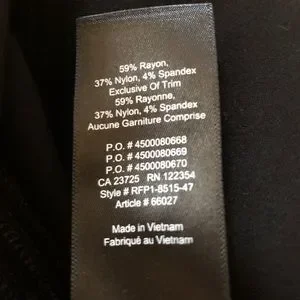 59% Rayon,
37% Nylon, 4% Spandex
Exclusive Of Trim
59% Rayonne,
37% Nylon, 4% Spandex
Aucune Garniture Comprise
P.O. # 4500080668
P.O. # 4500080669
P.O. # 4500080670
CA 23725 RN 122354
Style # RFP1-8515-47
Article # 66027
Made in Vietnam
Fabriqué au Vietnam